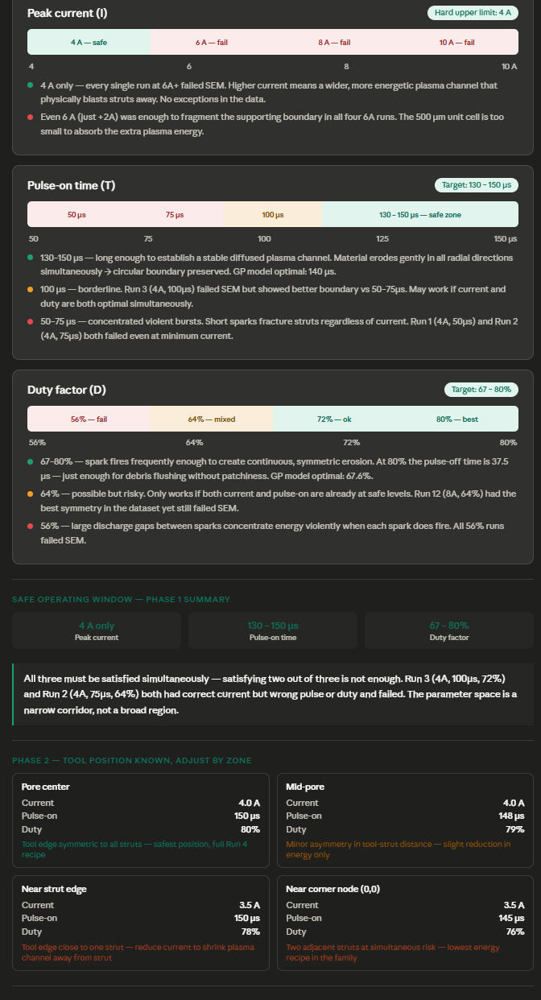 Peak current (I)
Hard upper limit: 4 A
4 A — safe
6 A — fail
8 A — fail
10 A — fail
4
6
8
10 A
4 A only — every single run at 6A+ failed SEM. Higher current means a wider, more energetic plasma channel that
physically blasts struts away. No exceptions in the data.
Even 6 A (just +2A) was enough to fragment the supporting boundary in all four 6A runs. The 500 µm unit cell is too
small to absorb the extra plasma energy.
Pulse-on time (T)
Target: 130 – 150 µs
50 µs
75 µs
100 µs
130 – 150 µs — safe zone
50
75
100
125
150 µs
130–150 µs — long enough to establish a stable diffused plasma channel. Material erodes gently in all radial directions
simultaneously → circular boundary preserved. GP model optimal: 140 µs.
100 µs — borderline. Run 3 (4A, 100µs) failed SEM but showed better boundary vs 50–75µs. May work if current and
duty are both optimal simultaneously.
50–75 µs — concentrated violent bursts. Short sparks fracture struts regardless of current. Run 1 (4A, 50µs) and Run 2
(4A, 75µs) both failed even at minimum current.
Duty factor (D)
Target: 67 – 80%
56% — fail
64% — mixed
72% — ok
80% — best
56%
64%
72%
80%
67–80% — spark fires frequently enough to create continuous, symmetric erosion. At 80% the pulse-off time is 37.5
µs — just enough for debris flushing without patchiness. GP model optimal: 67.6%.
64% — possible but risky. Only works if both current and pulse-on are already at safe levels. Run 12 (8A, 64%) had the
best symmetry in the dataset yet still failed SEM.
56% — large discharge gaps between sparks concentrate energy violently when each spark does fire. All 56% runs
failed SEM.
SAFE OPERATING WINDOW — PHASE 1 SUMMARY
4 A only
Peak current
130 – 150 µs
Pulse-on time
67 – 80%
Duty factor
All three must be satisfied simultaneously — satisfying two out of three is not enough. Run 3 (4A, 100µs, 72%)
and Run 2 (4A, 75µs, 64%) both had correct current but wrong pulse or duty and failed. The parameter space is a
narrow corridor, not a broad region.
PHASE 2 — TOOL POSITION KNOWN, ADJUST BY ZONE
Pore center
Current 4.0 A
Pulse-on 150 µs
Duty 80%
Tool edge symmetric to all struts — safest position, full Run 4
recipe
Mid-pore
Current 4.0 A
Pulse-on 148 µs
Duty 79%
Minor asymmetry in tool-strut distance — slight reduction in
energy only
Near strut edge
Current 3.5 A
Pulse-on 150 µs
Duty 78%
Tool edge close to one strut — reduce current to shrink plasma
channel away from strut
Near corner node (0,0)
Current 3.5 A
Pulse-on 145 µs
Duty 76%
Two adjacent struts at simultaneous risk — lowest energy
recipe in the family